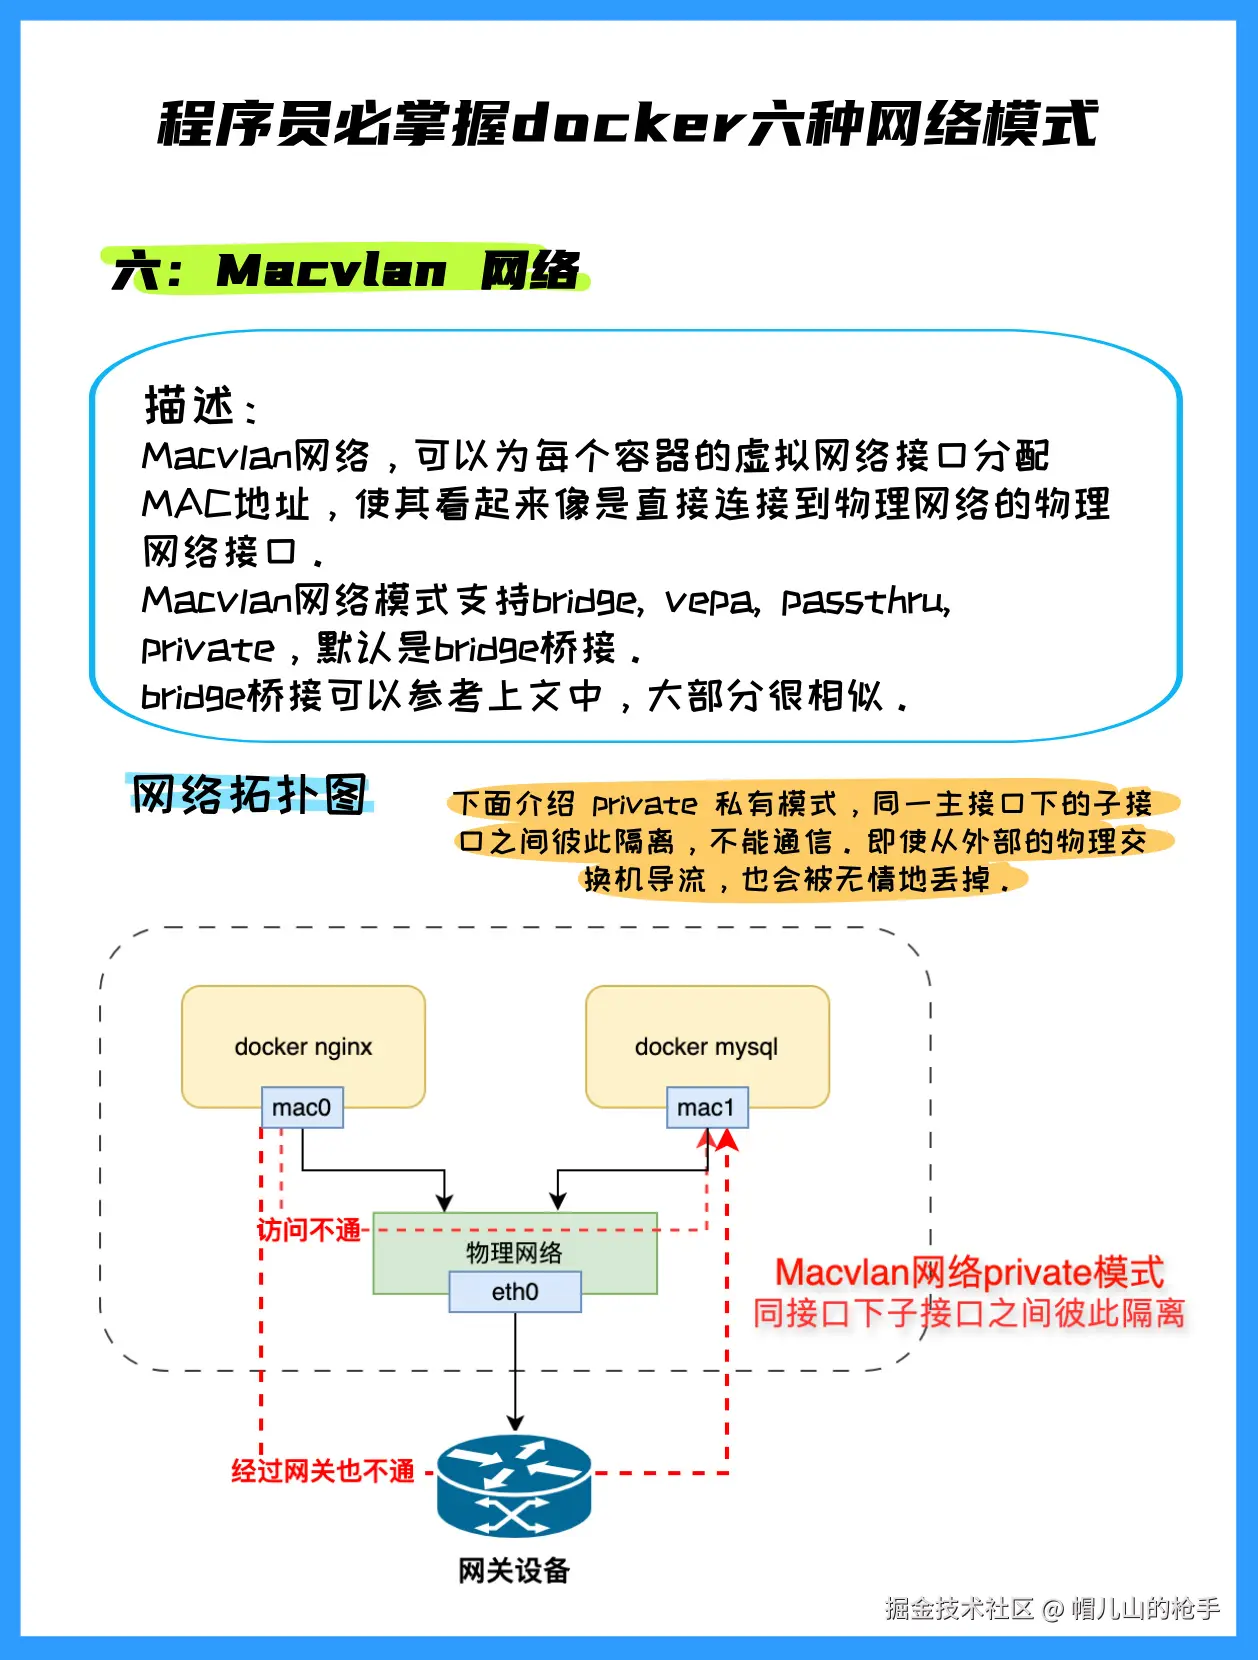 程序员必掌握docker六种网络模式
六：Macvlan 网络
描述：
Macvlan网络，可以为每个容器的虚拟网络接口分配
MAC地址，使其看起来像是直接连接到物理网络的物理
网络接口.
Macvlan网络模式支持bridge, vepa, passthru,
private，默认是bridge桥接.
bridge桥接可以参考上文中，大部分很相似.
网络拓扑图
下面介绍 private 私有模式，同一主接口下的子接
口之间彼此隔离，不能通信. 即使从外部的物理交
换机导流，也会被无情地丢掉.
docker nginx
docker mysql
mac0
mac1
访问不通
物理网络
eth0
Macvlan网络private模式
同接口下子接口之间彼此隔离
经过网关也不通
网关设备
掘金技术社区 @ 帽儿山的枪手